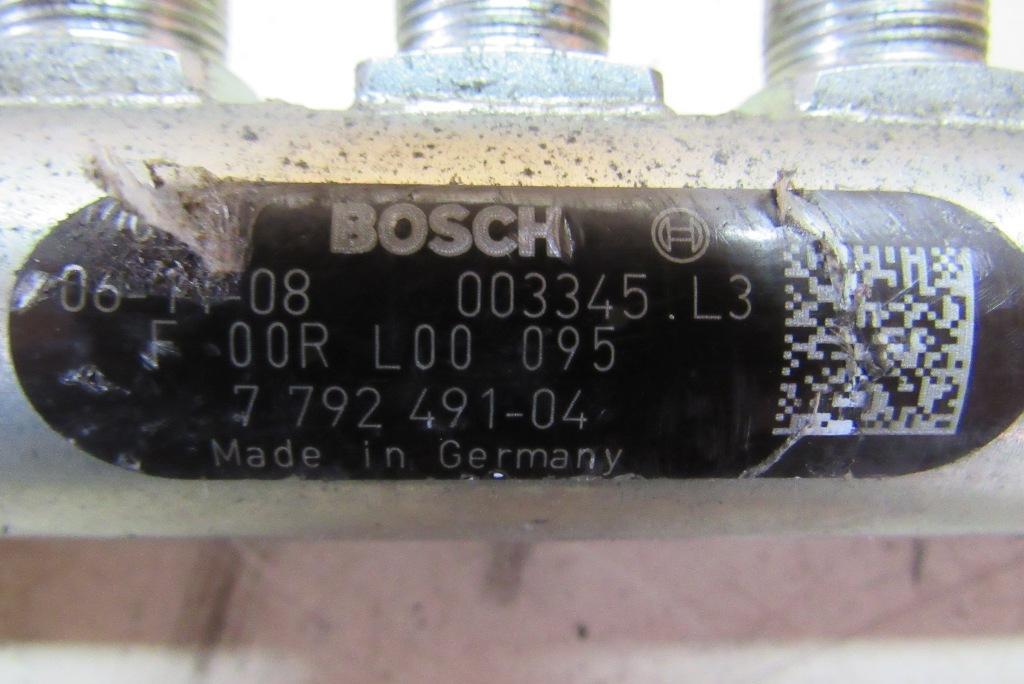 BOSCH
003345.L3
F 00R L00 095
7 792 491-04
Made in Germany